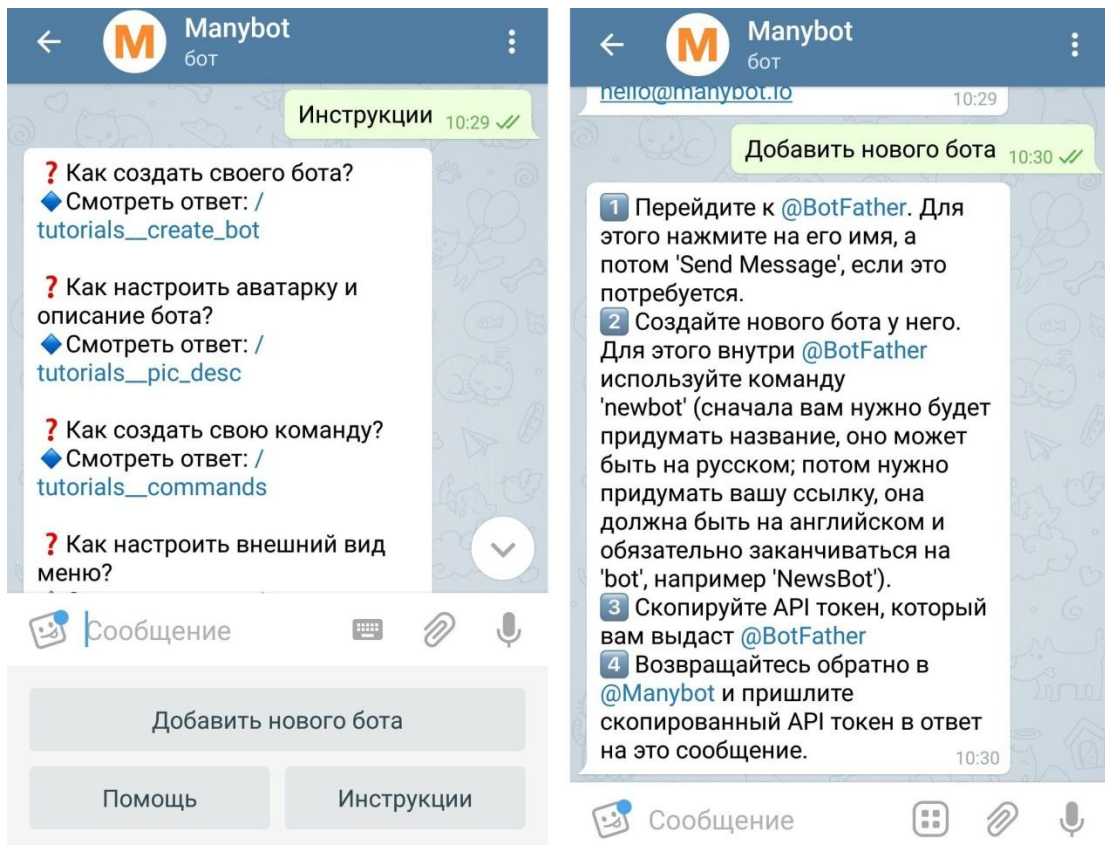 Manybot
бот
Инструкции 10:29
❓ Как создать своего бота?
🔷 Смотреть ответ: /
tutorials__create_bot
❓ Как настроить аватарку и
описание бота?
🔷 Смотреть ответ: /
tutorials__pic_desc
❓ Как создать свою команду?
🔷 Смотреть ответ: /
tutorials__commands
❓ Как настроить внешний вид
меню?
Сообщение
Добавить нового бота
Помощь
Инструкции
Manybot
бот
hello@manybot.io 10:29
Добавить нового бота 10:30
1 Перейдите к @BotFather. Для
этого нажмите на его имя, а
потом 'Send Message', если это
потребуется.
2 Создайте нового бота у него.
Для этого внутри @BotFather
используйте команду
'newbot' (сначала вам нужно будет
придумать название, оно может
быть на русском; потом нужно
придумать вашу ссылку, она
должна быть на английском и
обязательно заканчиваться на
'bot', например 'NewsBot').
3 Скопируйте API токен, который
вам выдаст @BotFather
4 Возвращайтесь обратно в
@Manybot и пришлите
скопированный API токен в ответ
на это сообщение.
10:30
Сообщение